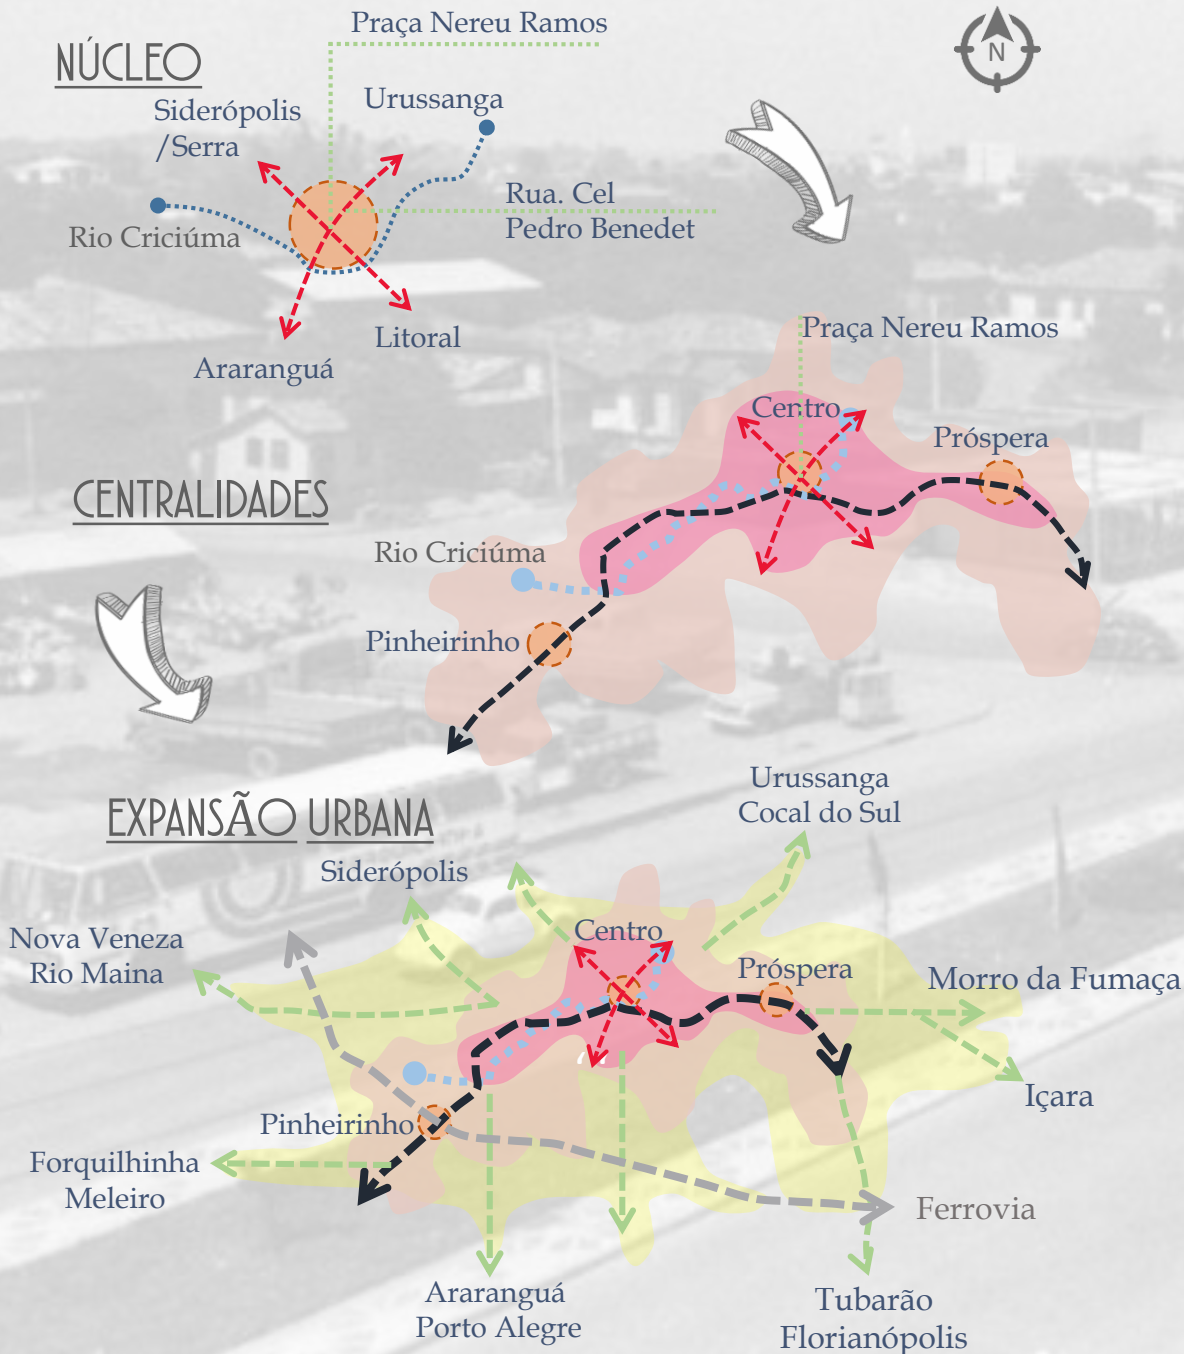 Praça Nereu Ramos
N
NÚCLEO
Siderópolis
/Serra
Urussanga
Rua. Cel
Pedro Benedet
Rio Criciúma
Litoral
Araranguá
Praça Nereu Ramos
Centro
Próspera
CENTRALIDADES
Rio Criciúma
Pinheirinho
Urussanga
Cocal do Sul
EXPANSÃO URBANA
Siderópolis
Centro
Nova Veneza
Rio Maina
Próspera
Morro da Fumaça
Içara
Pinheirinho
Forquilhinha
Meleiro
Ferrovia
Araranguá
Porto Alegre
Tubarão
Florianópolis